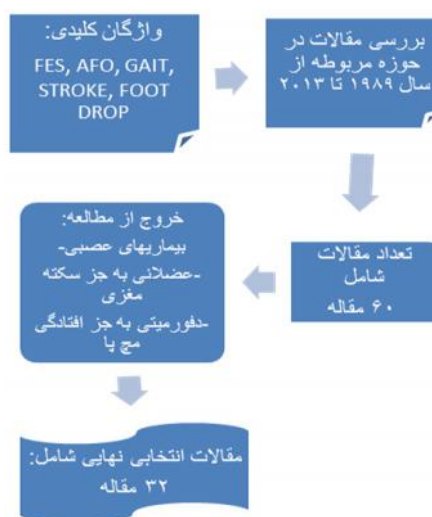 واژگان کلیدی:
FES, AFO, GAIT,
STROKE, FOOT
DROP
بررسی مقالات در
حوزه مربوطه از
سال ۱۹۸۹ تا ۲۰۱۳
تعداد مقالات
شامل
۶۰ مقاله
خروج از مطالعه:
بیماریهای عصبی-
-عضلانی به جز سکته
مغزی
-دفورمیتی به جز افتادگی
مچ پا
مقالات انتخابی نهایی شامل:
۳۲ مقاله